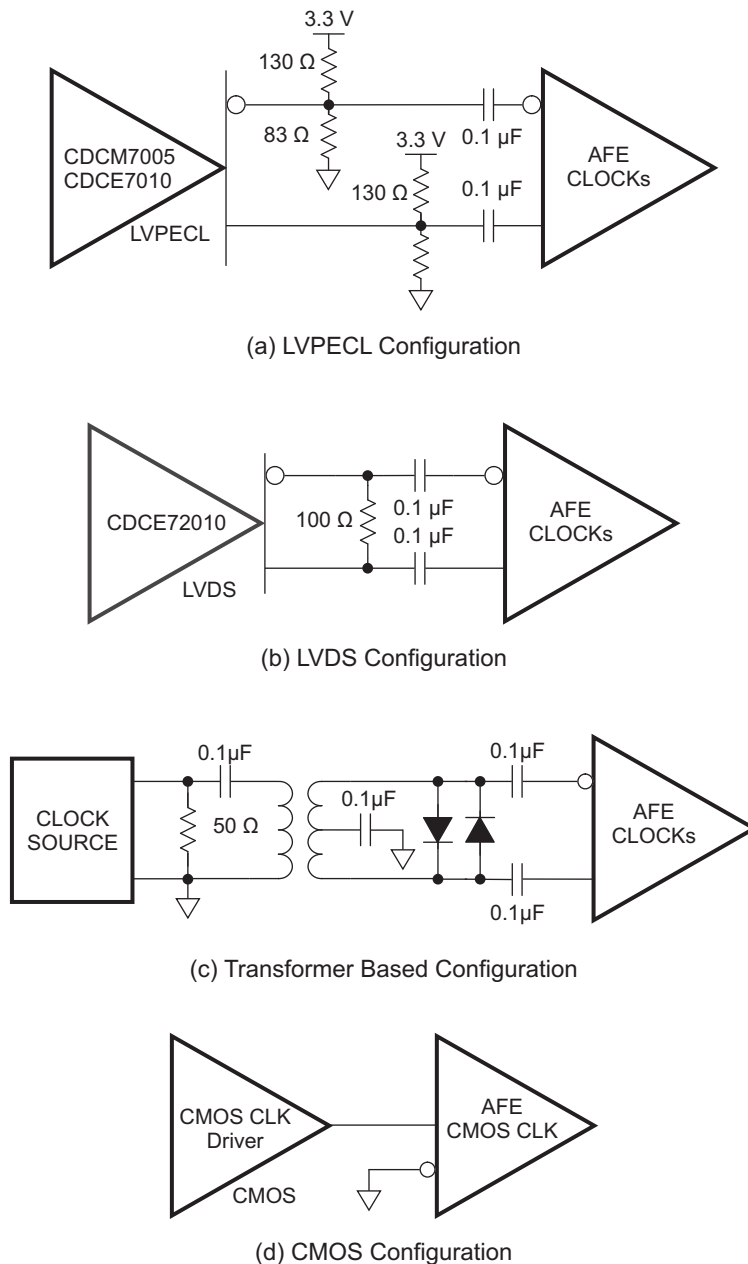 3.3 V
130 Ω
83 Ω
3.3 V
130 Ω
0.1 µF
0.1 µF
CDCM7005
CDCE7010
LVPECL
AFE
CLOCKs
(a) LVPECL Configuration
CDCE72010
LVDS
100 Ω
0.1 µF
0.1 µF
AFE
CLOCKs
(b) LVDS Configuration
CLOCK
SOURCE
0.1µF
50 Ω
0.1µF
0.1µF
0.1µF
AFE
CLOCKs
(c) Transformer Based Configuration
CMOS CLK
Driver
CMOS
AFE
CMOS CLK
(d) CMOS Configuration